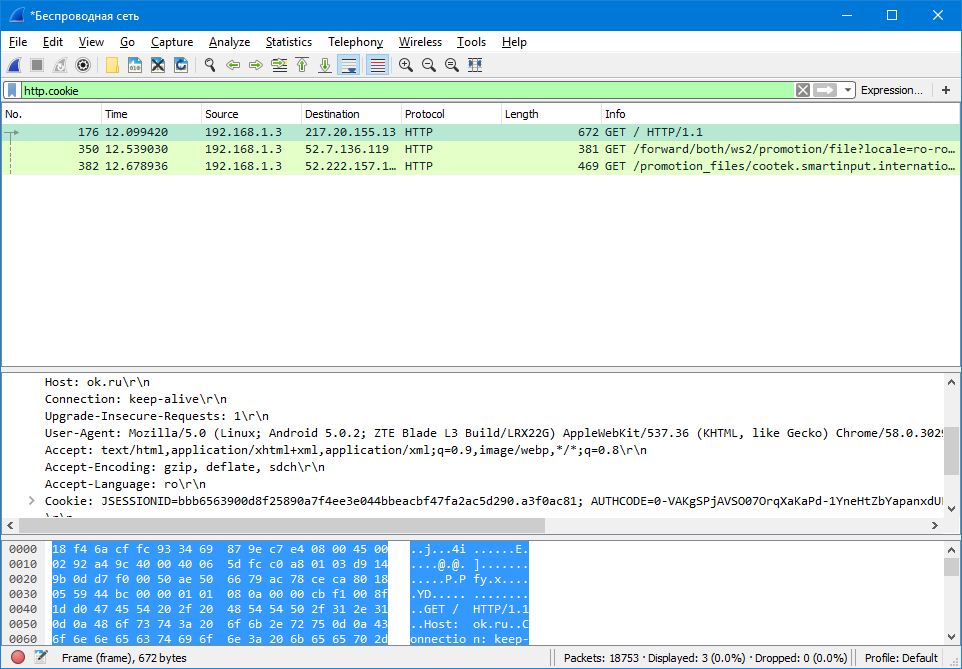 *Беспроводная сеть
File Edit View Go Capture Analyze Statistics Telephony Wireless Tools Help
http.cookie Expression… +
No. Time Source Destination Protocol Length Info
176 12.099420 192.168.1.3 217.20.155.13 HTTP 672 GET / HTTP/1.1
350 12.539030 192.168.1.3 52.7.136.119 HTTP 381 GET /forward/both/ws2/promotion/file?locale=ro-ro…
382 12.678936 192.168.1.3 52.222.157.1… HTTP 469 GET /promotion_files/cootek.smartinput.internatio…
Host: ok.ru\r\n
Connection: keep-alive\r\n
Upgrade-Insecure-Requests: 1\r\n
User-Agent: Mozilla/5.0 (Linux; Android 5.0.2; ZTE Blade L3 Build/LRX22G) AppleWebKit/537.36 (KHTML, like Gecko) Chrome/58.0.3029
Accept: text/html,application/xhtml+xml,application/xml;q=0.9,image/webp,*/*;q=0.8\r\n
Accept-Encoding: gzip, deflate, sdch\r\n
Accept-Language: ro\r\n
Cookie: JSESSIONID=bbb6563900d8f25890a7f4ee3e044bbeacbf47fa2ac5d290.a3f0ac81; AUTHCODE=0-VAKgSPjAVSO07OrqXaKaPd-1YneHtZbYapanxdU
0000 18 f4 6a cf fc 93 34 69 87 9e c7 e4 08 00 45 00 ..j...4i ......E.
0010 02 92 a4 9c 40 00 40 06 5d fc c0 a8 01 03 d9 14 ....@.@. ].......
0020 9b 0d d7 f0 00 50 ae 50 66 79 ac 78 ce ca 80 18 .....P.P fy.x....
0030 05 59 44 bc 00 00 01 01 08 0a 00 00 cb f1 00 8f .YD..... ........
0040 1d d0 47 45 54 20 2f 20 48 54 54 50 2f 31 2e 31 ..GET / HTTP/1.1
0050 0d 0a 48 6f 73 74 3a 20 6f 6b 2e 72 75 0d 0a 43 ..Host: ok.ru..C
0060 6f 6e 6e 65 63 74 69 6f 6e 3a 20 6b 65 65 70 2d onnectio n: keep-
Frame (frame), 672 bytes Packets: 18753 · Displayed: 3 (0.0%) · Dropped: 0 (0.0%) Profile: Default